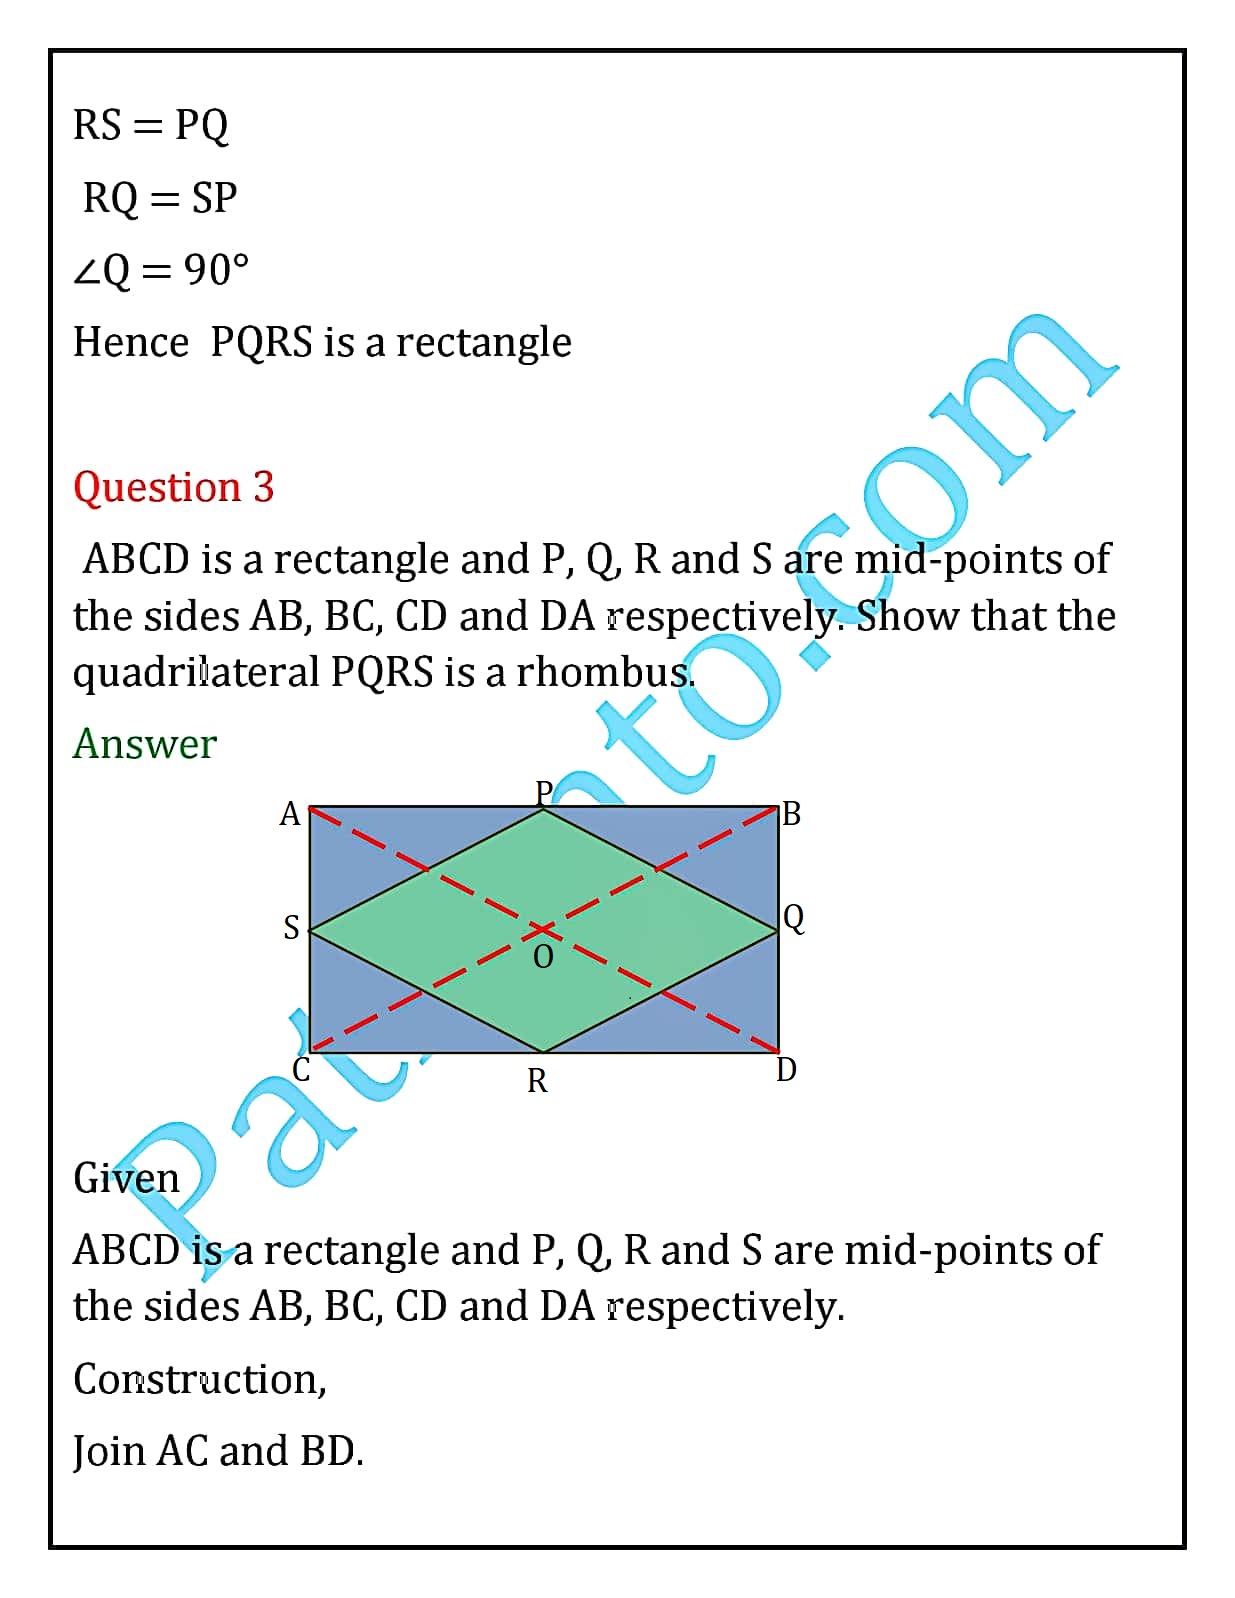 RS = PQ
RQ = SP
∠Q = 90°
Hence PQRS is a rectangle
Question 3
ABCD is a rectangle and P, Q, R and S are mid-points of
the sides AB, BC, CD and DA respectively. Show that the
quadrilateral PQRS is a rhombus.
Answer
P
A
B
S
Q
O
C
D
R
Given
ABCD is a rectangle and P, Q, R and S are mid-points of
the sides AB, BC, CD and DA respectively.
Construction,
Join AC and BD.